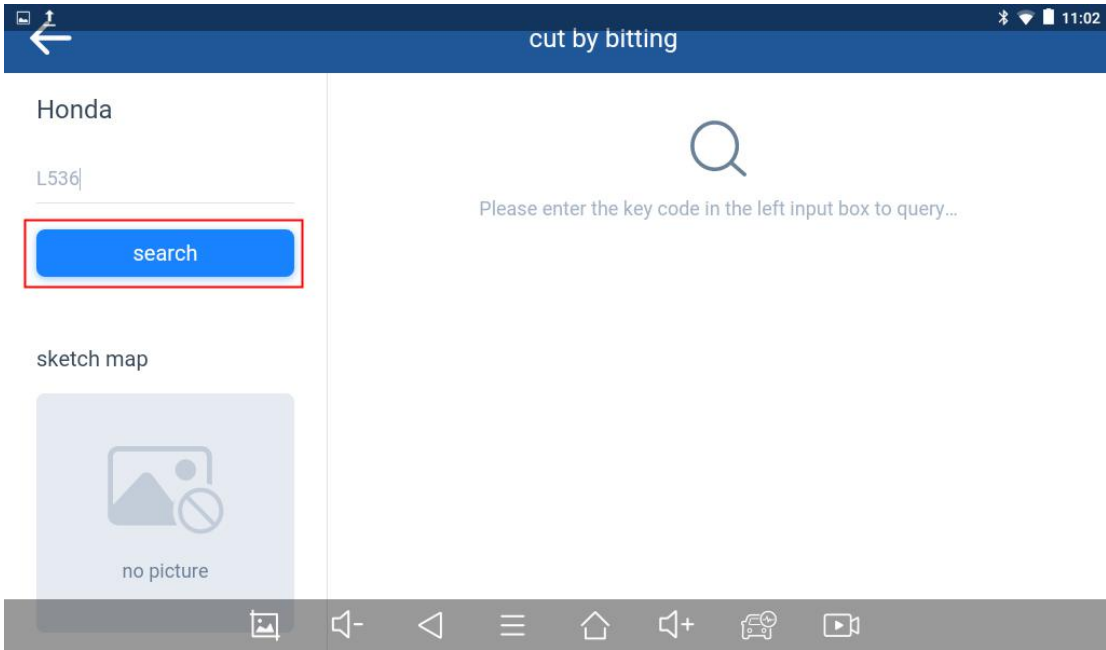 11:02
cut by bitting
Honda
L536
search
Please enter the key code in the left input box to query...
sketch map
no picture